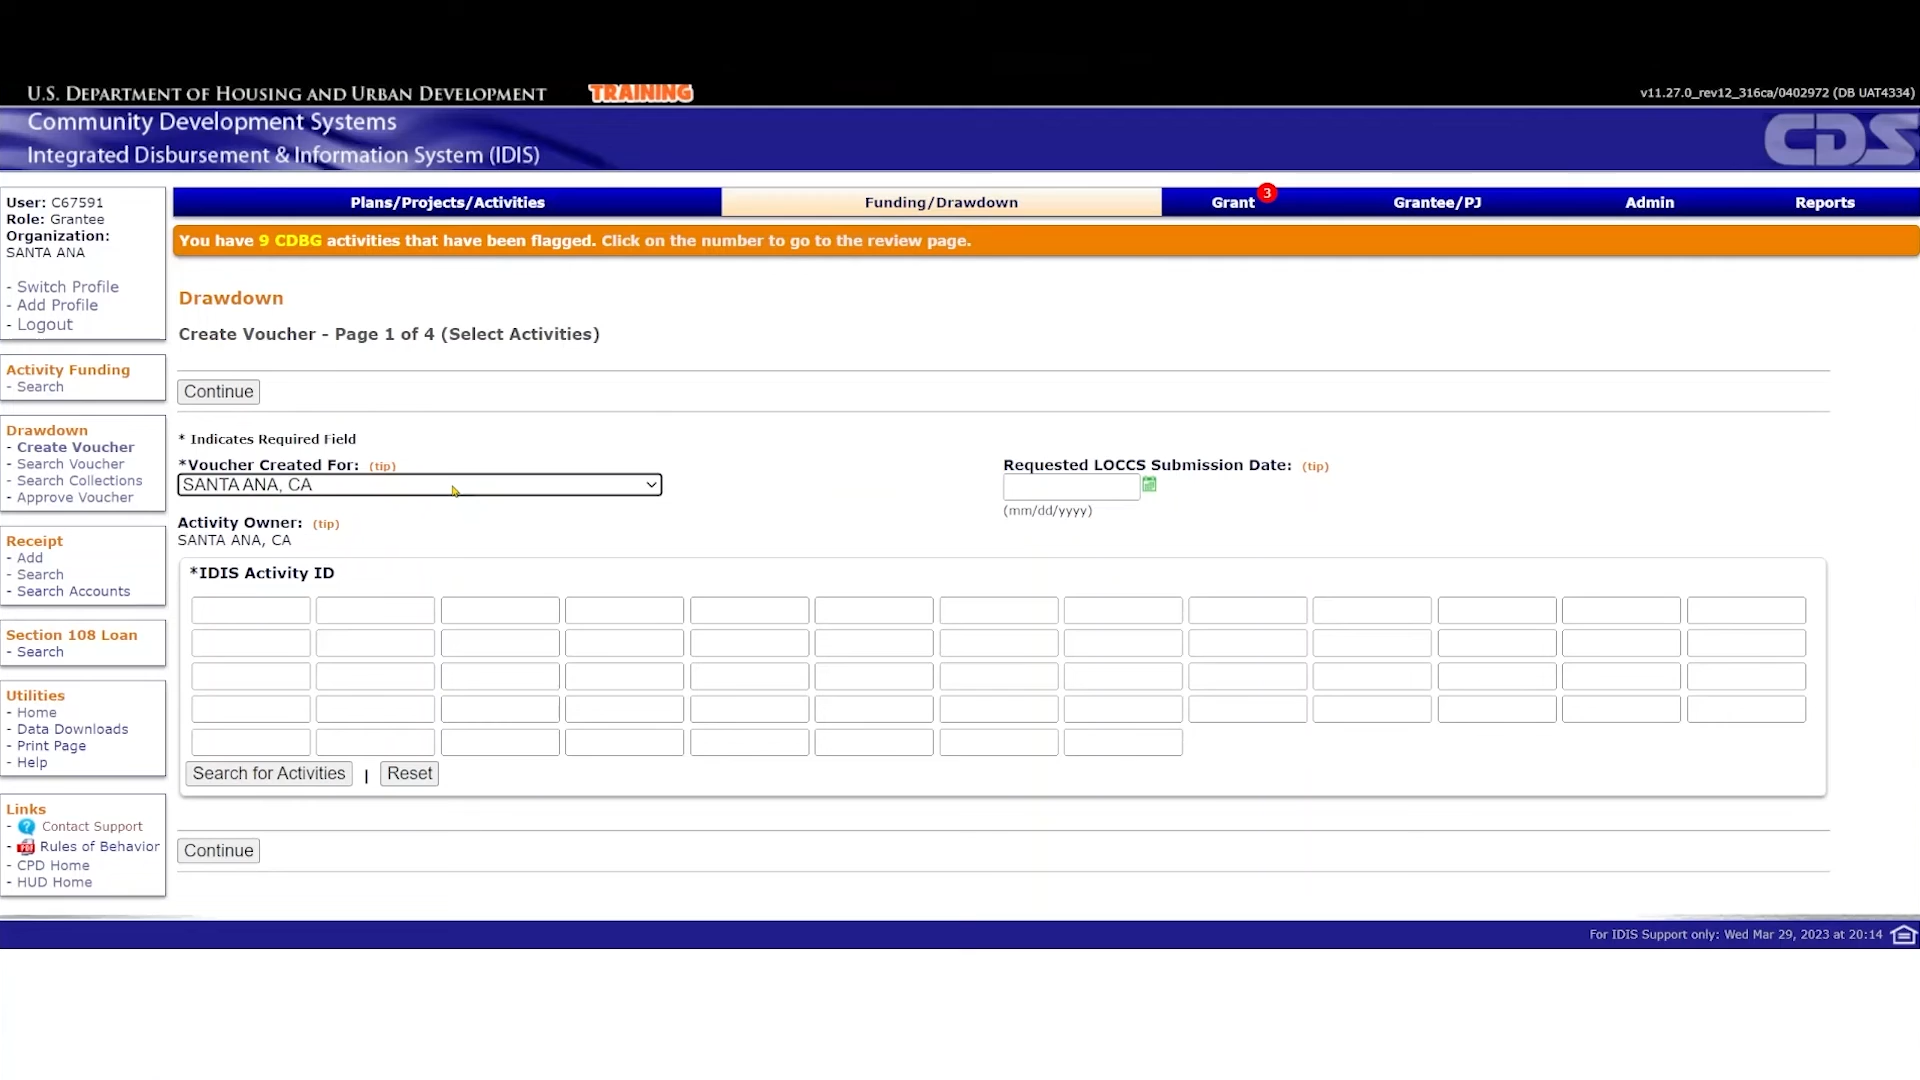 U.S. DEPARTMENT OF HOUSING AND URBAN DEVELOPMENT TRAINING v11.27.0_rev12_316ca/0402972 (DB UAT4334)
Community Development Systems
Integrated Disbursement & Information System (IDIS)
CDS
User: C67591
Role: Grantee
Organization:
SANTA ANA
- Switch Profile
- Add Profile
- Logout
Activity Funding
- Search
Drawdown
- Create Voucher
- Search Voucher
- Search Collections
- Approve Voucher
Receipt
- Add
- Search
- Search Accounts
Section 108 Loan
- Search
Utilities
- Home
- Data Downloads
- Print Page
- Help
Links
- ? Contact Support
- Rules of Behavior
- CPD Home
- HUD Home
Plans/Projects/Activities Funding/Drawdown Grant 3 Grantee/PJ Admin Reports
You have 9 CDBG activities that have been flagged. Click on the number to go to the review page.
Drawdown
Create Voucher - Page 1 of 4 (Select Activities)
Continue
* Indicates Required Field
*Voucher Created For: (tip) Requested LOCCS Submission Date: (tip)
SANTA ANA, CA
(mm/dd/yyyy)
Activity Owner: (tip)
SANTA ANA, CA
*IDIS Activity ID
Search for Activities | Reset
Continue
For IDIS Support only: Wed Mar 29, 2023 at 20:14